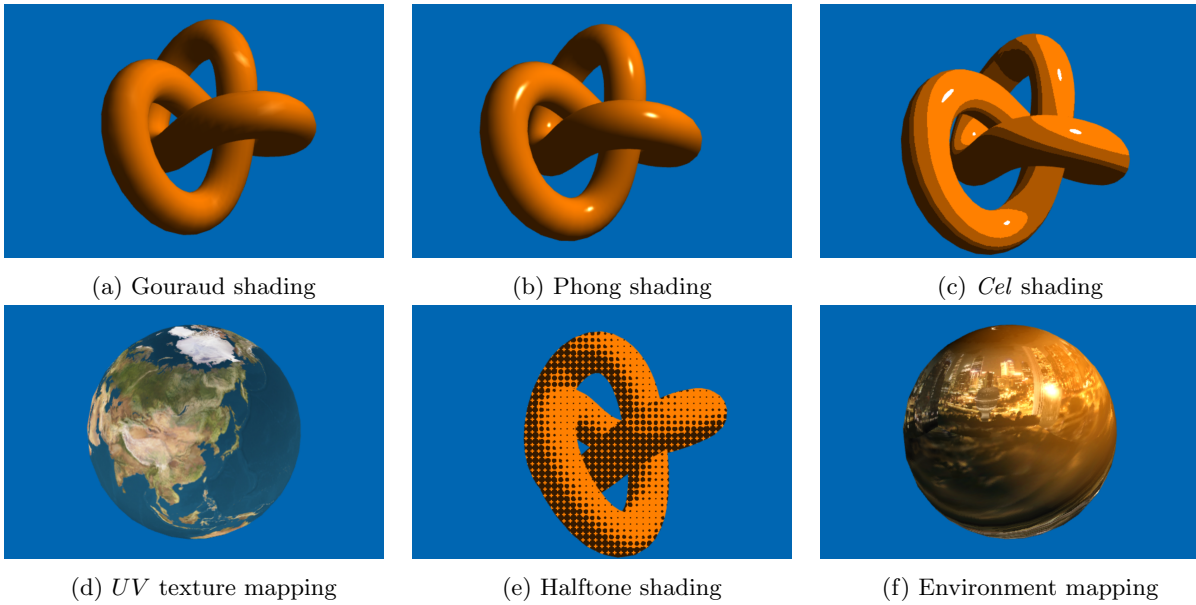 (a) Gouraud shading
(b) Phong shading
(c) Cel shading
(d) UV texture mapping
(e) Halftone shading
(f) Environment mapping